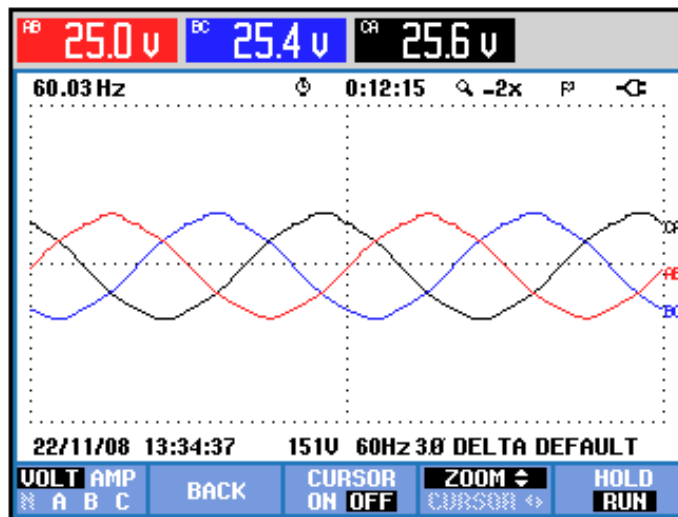 AB 25.0 V BC 25.4 V CA 25.6 V
60.03 Hz 0:12:15 -2x
CA
AB
BC
22/11/08 13:34:37 151V 60Hz 3Ø DELTA DEFAULT
VOLT AMP
N A B C
BACK
CURSOR
ON OFF
ZOOM
CURSOR
HOLD
RUN